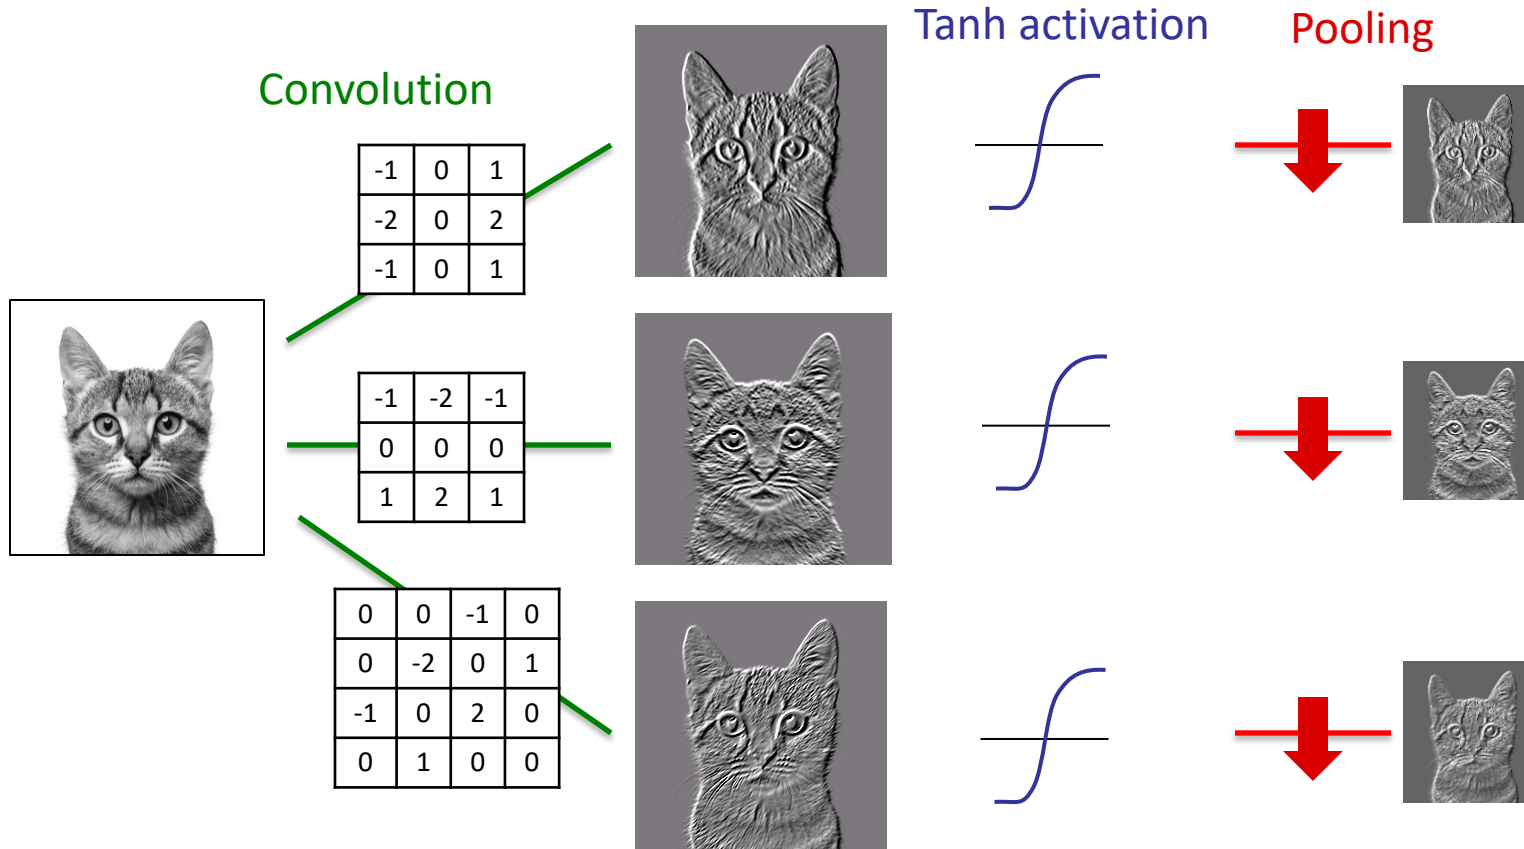 Tanh activation
Pooling
Convolution
-1 0 1
-2 0 2
-1 0 1
-1 -2 -1
0 0 0
1 2 1
0 0 -1 0
0 -2 0 1
-1 0 2 0
0 1 0 0